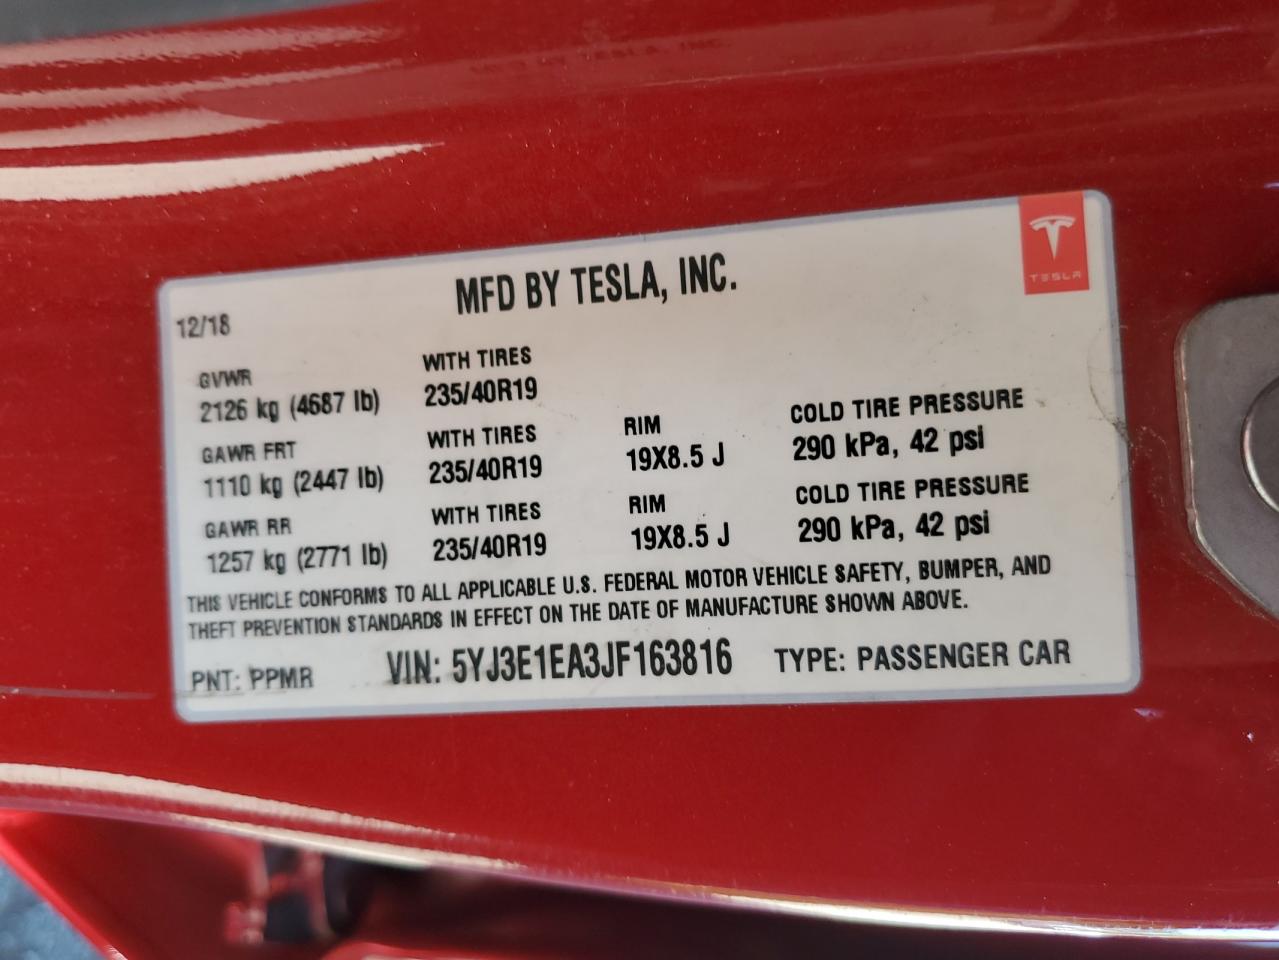 MFD BY TESLA, INC.
TESLA
12/18
GVWR WITH TIRES
2126 kg (4687 lb) 235/40R19
GAWR FRT WITH TIRES RIM COLD TIRE PRESSURE
1110 kg (2447 lb) 235/40R19 19X8.5 J 290 kPa, 42 psi
GAWR RR WITH TIRES RIM COLD TIRE PRESSURE
1257 kg (2771 lb) 235/40R19 19X8.5 J 290 kPa, 42 psi
THIS VEHICLE CONFORMS TO ALL APPLICABLE U.S. FEDERAL MOTOR VEHICLE SAFETY, BUMPER, AND
THEFT PREVENTION STANDARDS IN EFFECT ON THE DATE OF MANUFACTURE SHOWN ABOVE.
PNT: PPMR VIN: 5YJ3E1EA3JF163816 TYPE: PASSENGER CAR